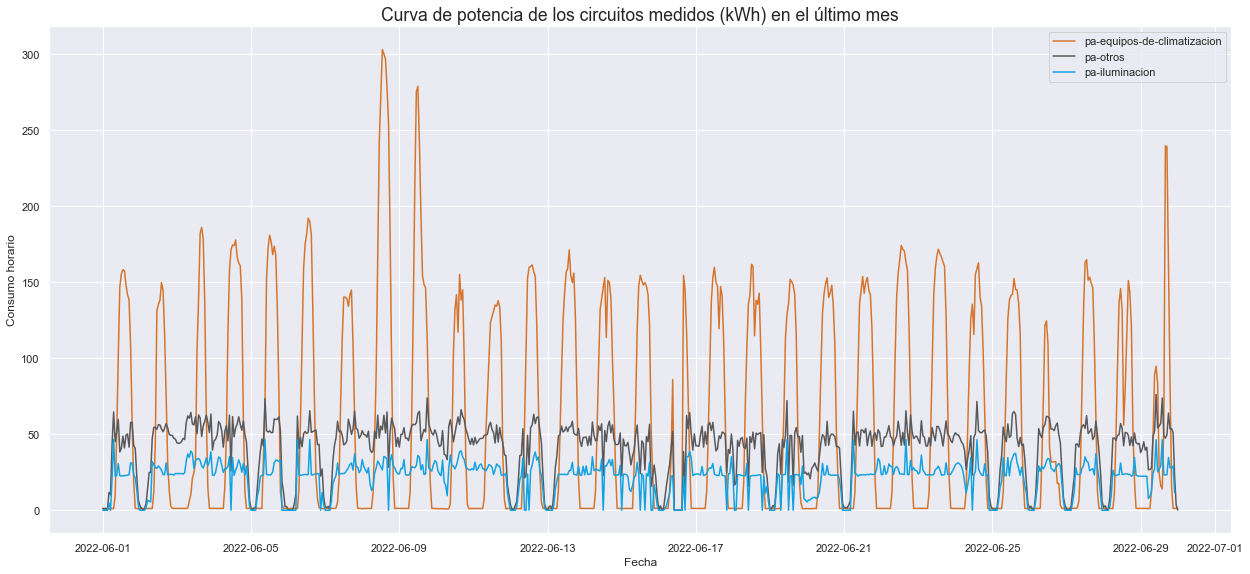 Curva de potencia de los circuitos medidos (kWh) en el último mes
pa-equipos-de-climatizacion
pa-otros
pa-iluminacion
Consumo horario
300
250
200
150
100
50
0
2022-06-01
2022-06-05
2022-06-09
2022-06-13
2022-06-17
2022-06-21
2022-06-25
2022-06-29
2022-07-01
Fecha